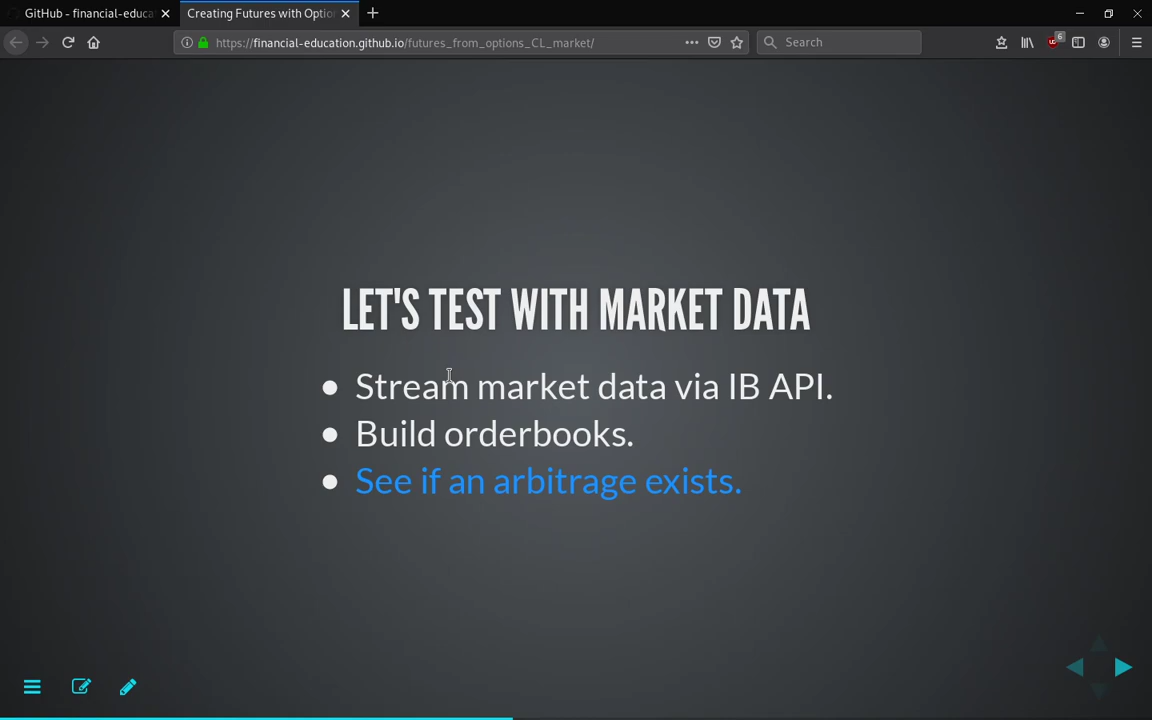 GitHub - financial-educa
Creating Futures with Optio
https://financial-education.github.io/futures_from_options_CL_market/
Search
6
LET'S TEST WITH MARKET DATA
Stream market data via IB API.
Build orderbooks.
See if an arbitrage exists.